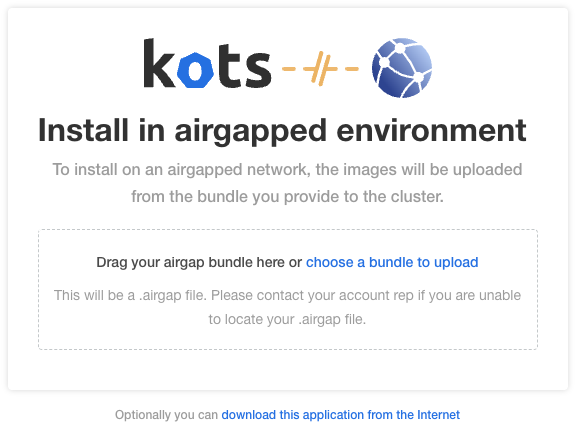 kots
Install in airgapped environment
To install on an airgapped network, the images will be uploaded
from the bundle you provide to the cluster.
Drag your airgap bundle here or choose a bundle to upload
This will be a .airgap file. Please contact your account rep if you are unable
to locate your .airgap file.
Optionally you can download this application from the Internet